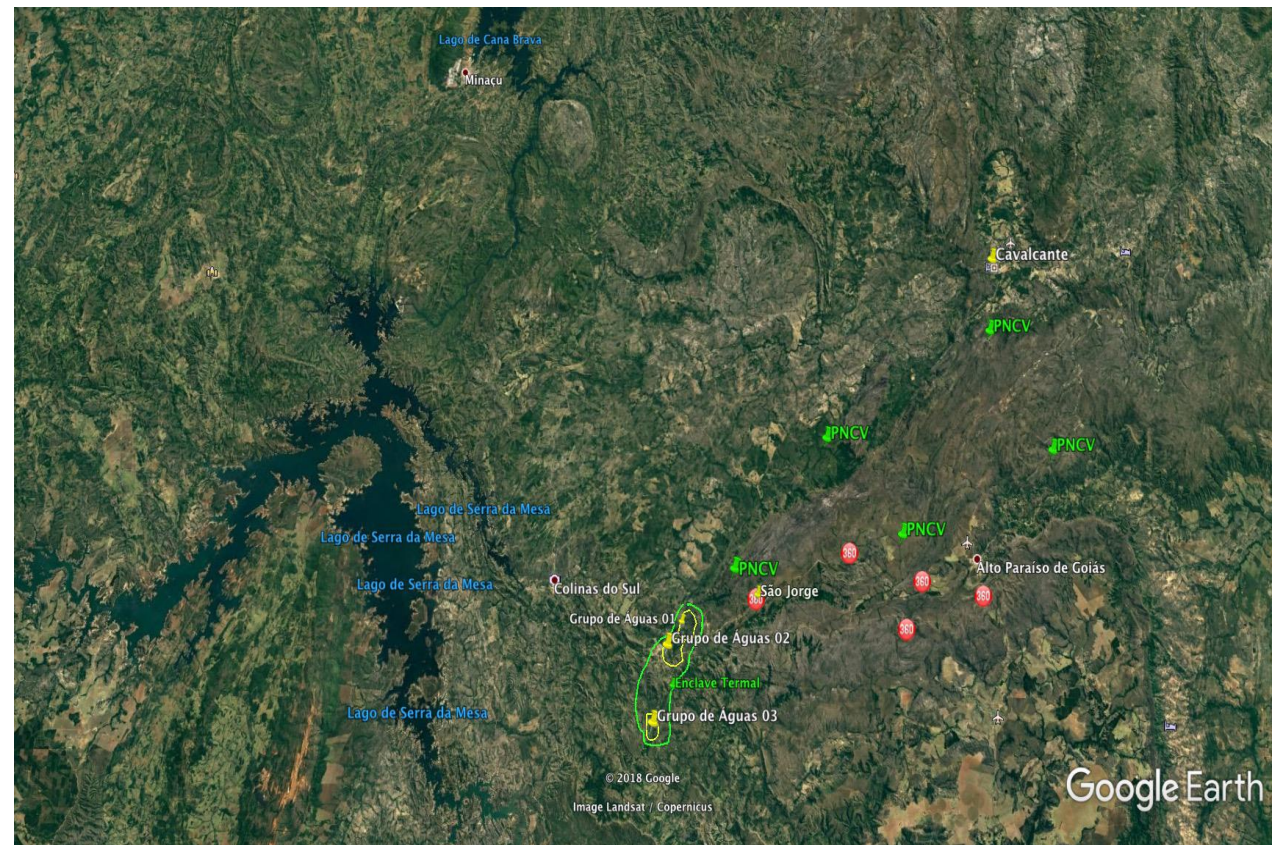 Lago de Cana Brava
Minaçu
Cavalcante
PNCV
PNCV
PNCV
Lago de Serra da Mesa
PNCV
Lago de Serra da Mesa
360
Alto Paraíso de Goiás
PNCV
360
Lago de Serra da Mesa
Colinas do Sul
São Jorge
360
360
Grupo de Águas 01
360
Grupo de Águas 02
Enclave Termal
Lago de Serra da Mesa
Grupo de Águas 03
© 2018 Google
Google Earth
Image Landsat / Copernicus